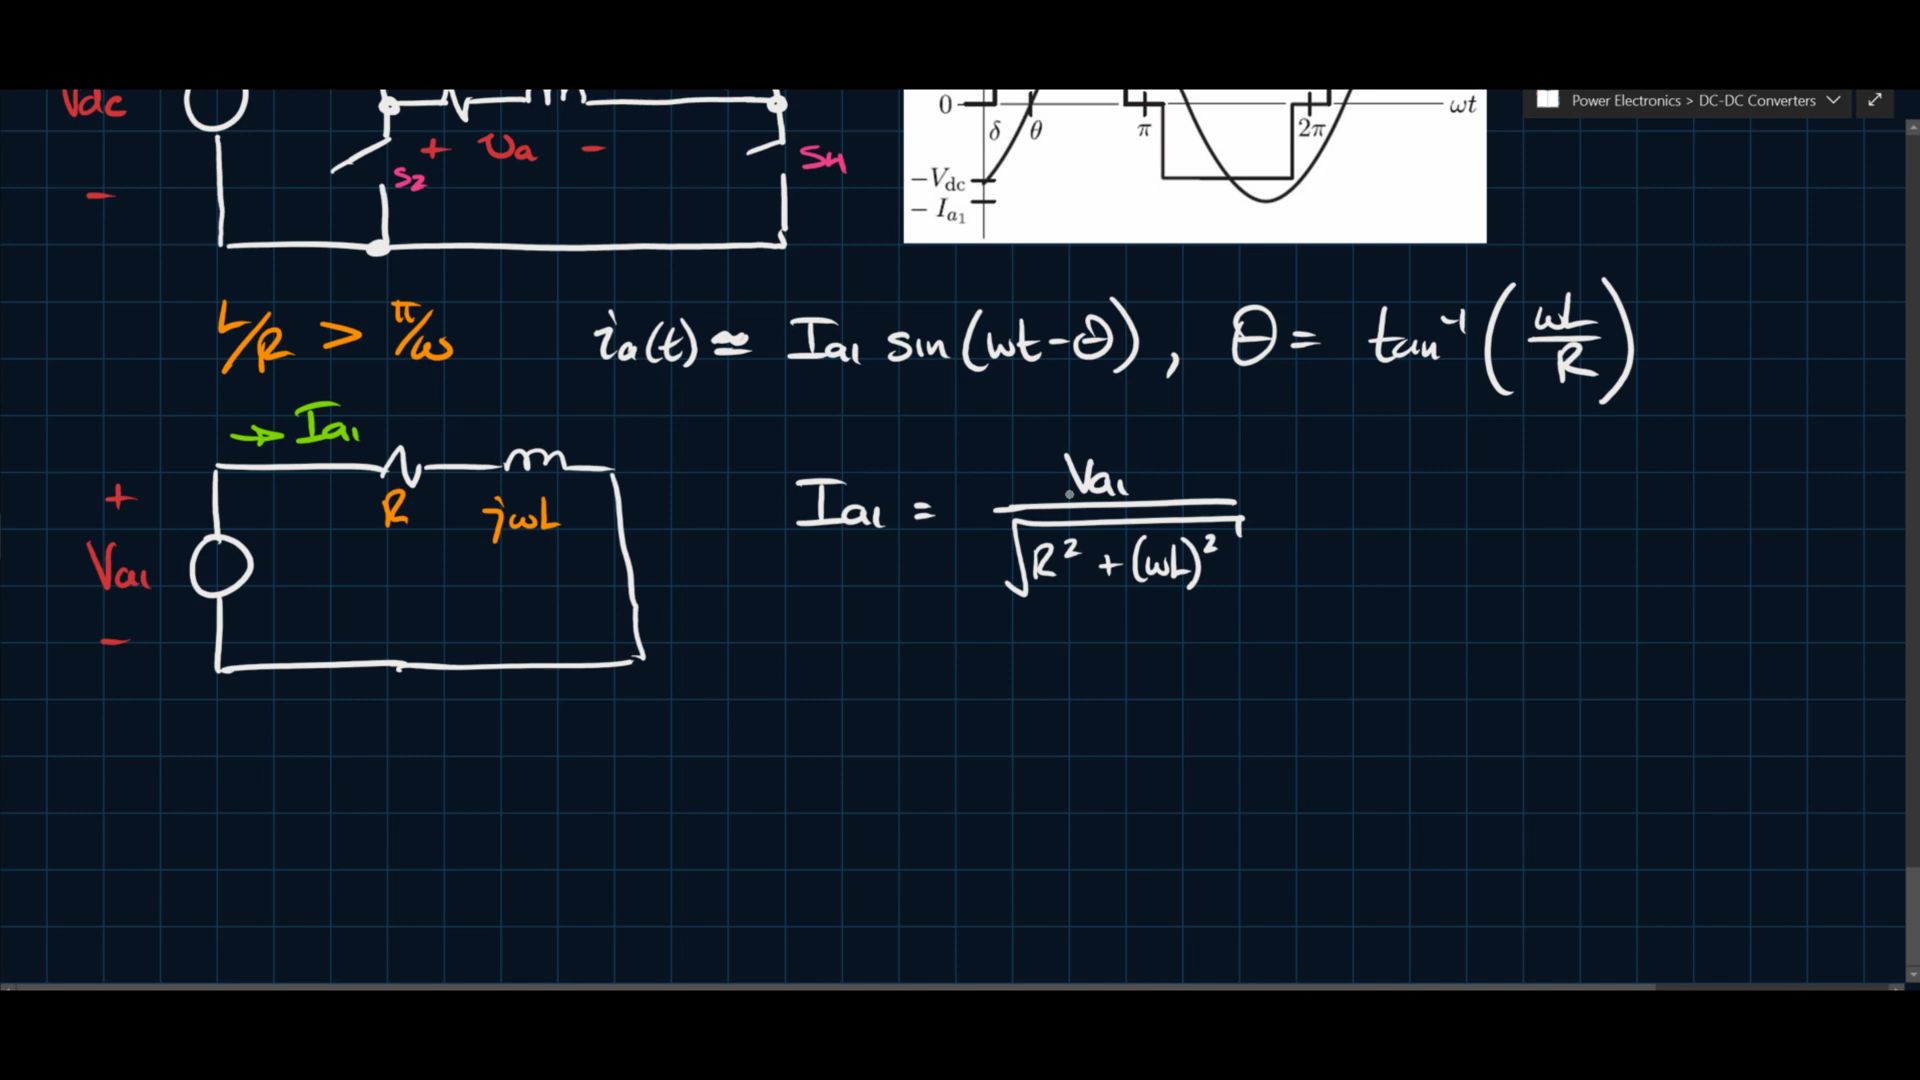 Power Electronics > DC-DC Converters
Vdc
-
+ va -
S2
S4
0 δ θ π 2π ωt
−Vdc
− Ia1
L/R > π/ω
ia(t) ≃ Ia1 sin(ωt-θ), θ = tan⁻¹(ωL/R)
→ Ia1
+
Va1
-
R
jωL
Ia1 = Va1/√(R² + (ωL)²)